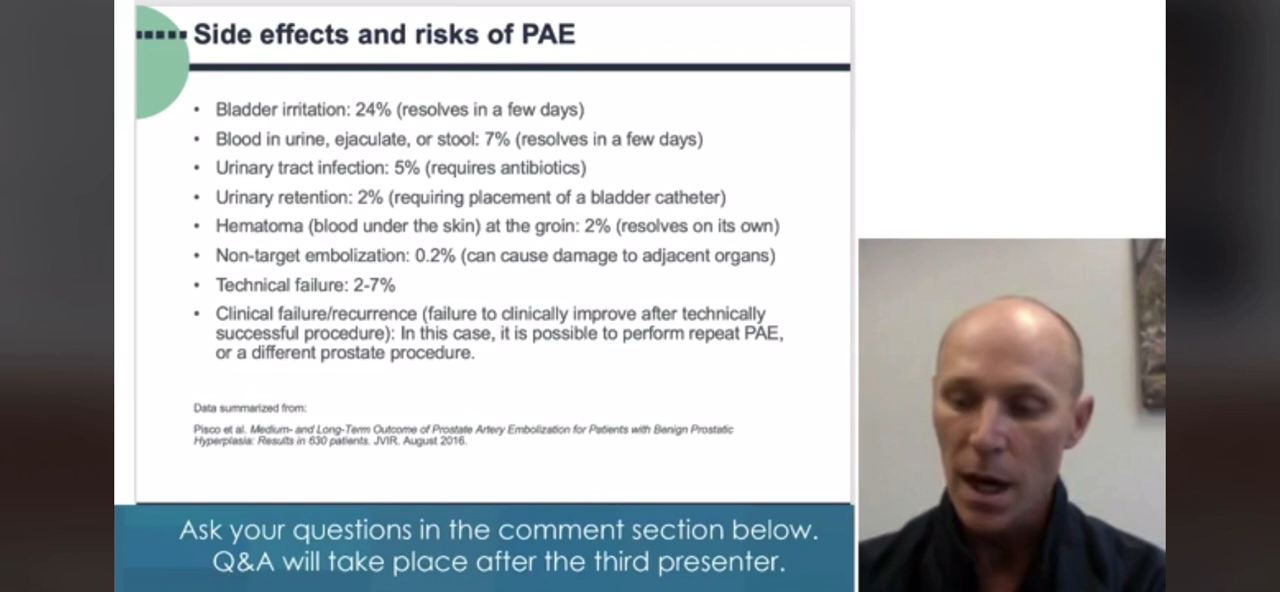 Side effects and risks of PAE
• Bladder irritation: 24% (resolves in a few days)
• Blood in urine, ejaculate, or stool: 7% (resolves in a few days)
• Urinary tract infection: 5% (requires antibiotics)
• Urinary retention: 2% (requiring placement of a bladder catheter)
• Hematoma (blood under the skin) at the groin: 2% (resolves on its own)
• Non-target embolization: 0.2% (can cause damage to adjacent organs)
• Technical failure: 2-7%
• Clinical failure/recurrence (failure to clinically improve after technically
successful procedure): In this case, it is possible to perform repeat PAE,
or a different prostate procedure.
Data summarized from:
Pisco et al. Medium- and Long-Term Outcome of Prostate Artery Embolization for Patients with Benign Prostatic
Hyperplasia: Results in 630 patients. JVIR. August 2016.
Ask your questions in the comment section below.
Q&A will take place after the third presenter.